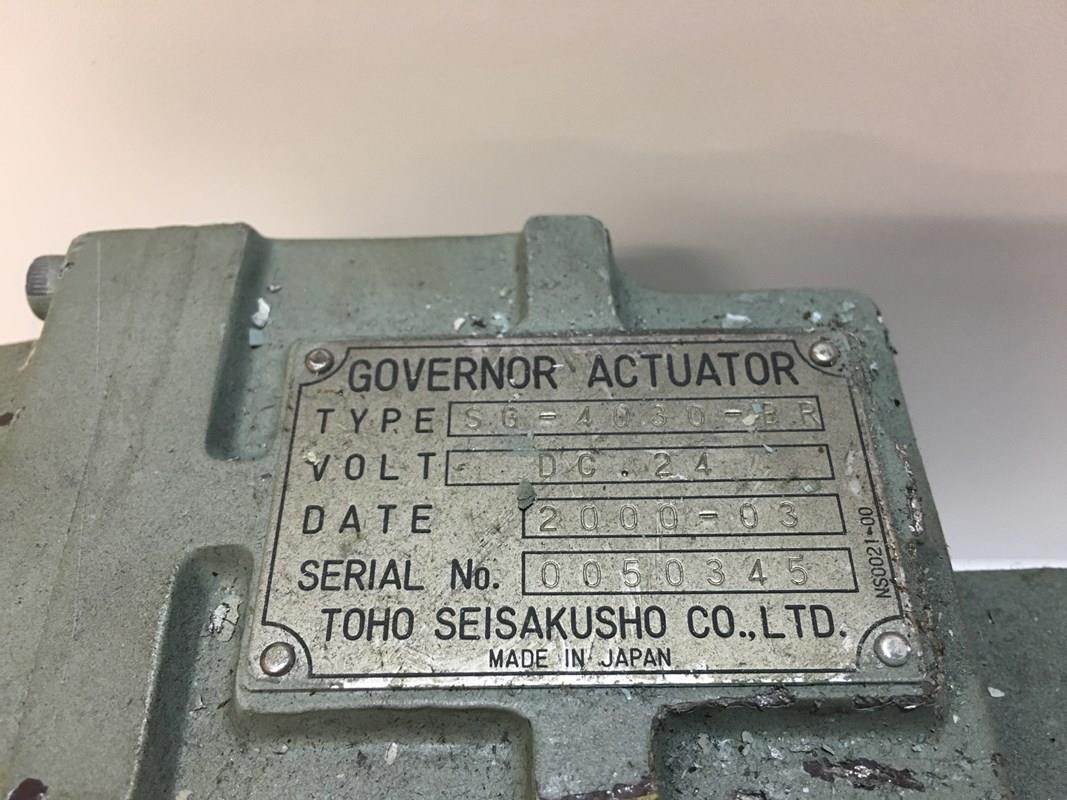 GOVERNOR ACTUATOR
TYPE SG-4030-BR
VOLT DC.24
DATE 2000-03
SERIAL No. 0050345
TOHO SEISAKUSHO CO.,LTD.
MADE IN JAPAN
NS0021-00